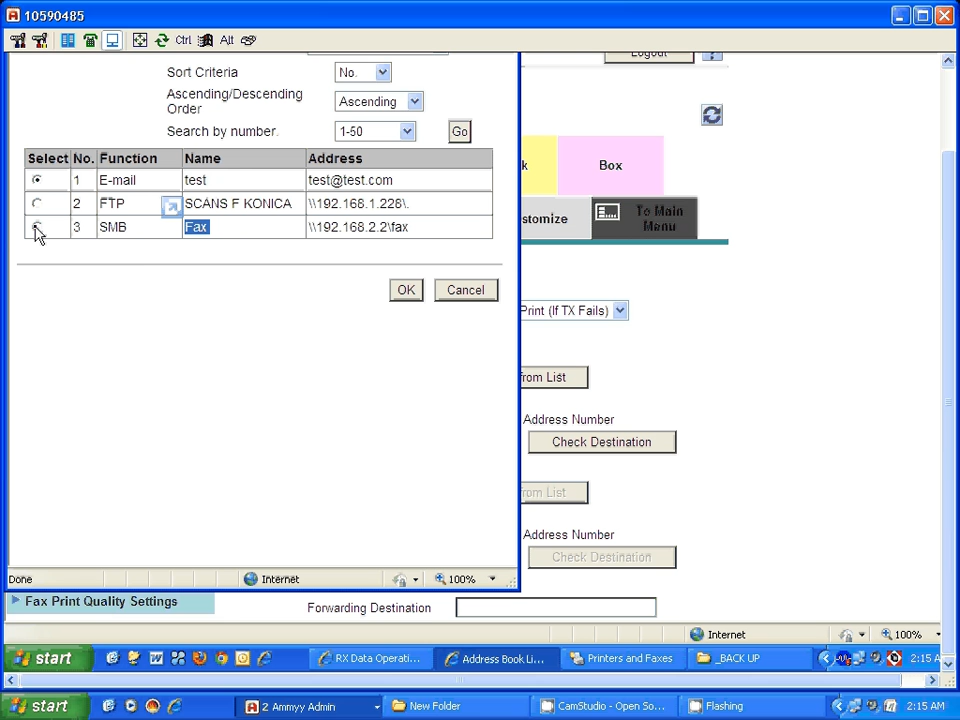 10590485
Ctrl Alt
Logout
Sort Criteria No.
Ascending/Descending Order Ascending
Search by number. 1-50 Go
Select No. Function Name Address
1 E-mail test test@test.com
2 FTP SCANS F KONICA \\192.168.1.228\.
3 SMB Fax \\192.168.2.2\fax
OK Cancel
k Box
stomize To Main Menu
Print (If TX Fails)
from List
Address Number
Check Destination
from List
Address Number
Check Destination
Done Internet 100%
Fax Print Quality Settings
Forwarding Destination
Internet 100%
start RX Data Operati... Address Book Li... Printers and Faxes _BACK UP 2:15 A
start 2 Ammyy Admin New Folder CamStudio - Open So... Flashing 2:15 AM